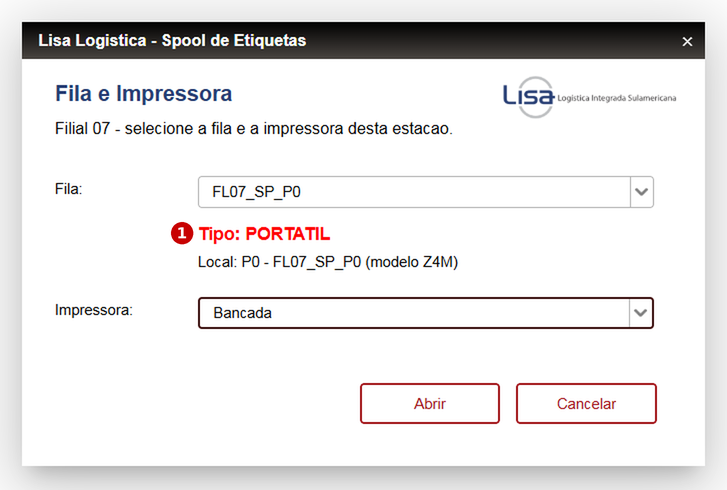 Lisa Logistica - Spool de Etiquetas ×
Fila e Impressora
Lisa Logística Integrada Sulamericana
Filial 07 - selecione a fila e a impressora desta estacao.
Fila: FL07_SP_P0
1 Tipo: PORTATIL
Local: P0 - FL07_SP_P0 (modelo Z4M)
Impressora: Bancada
Abrir Cancelar